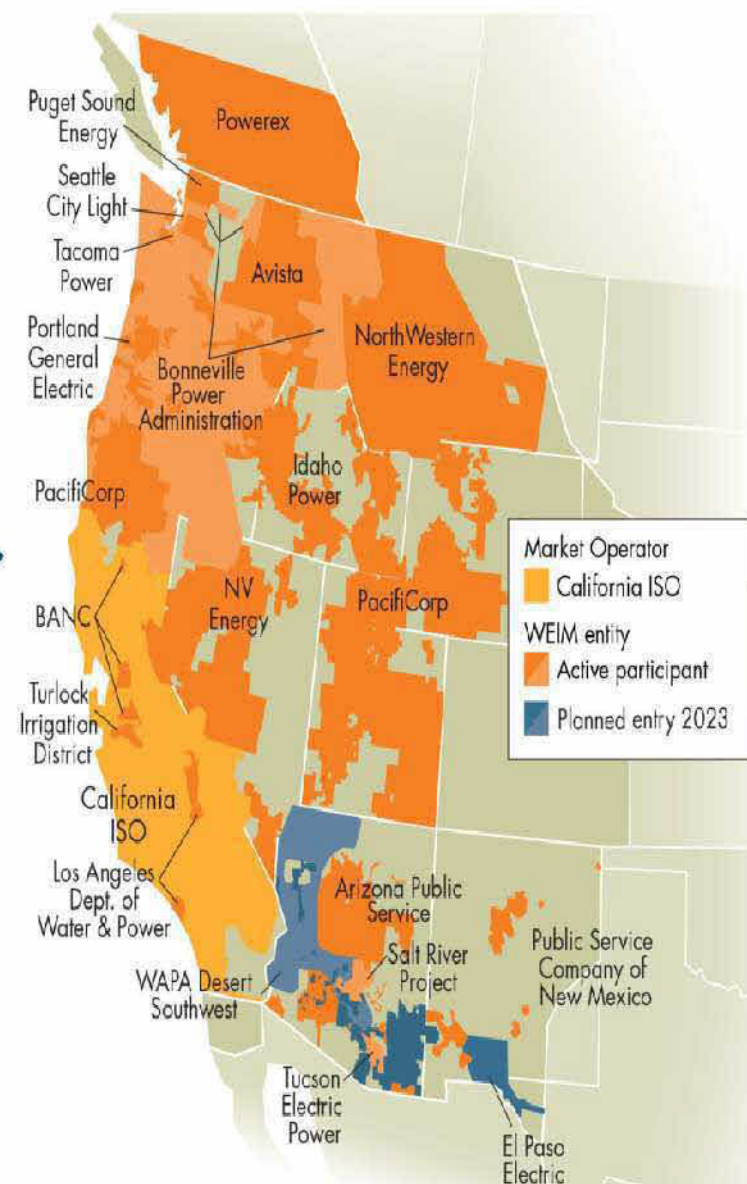 Powerex
Puget Sound
Energy
Seattle
City Light
Tacoma
Power
Avista
Portland
General
Electric
Bonneville
Power
Administration
NorthWestern
Energy
Idaho
Power
PacifiCorp
NV
Energy
PacifiCorp
BANC
Turlock
Irrigation
District
California
ISO
Los Angeles
Dept. of
Water & Power
Arizona Public
Service
Salt River
Project
Public Service
Company of
New Mexico
WAPA Desert
Southwest
Tucson
Electric
Power
El Paso
Electric
Market Operator
California ISO
WEIM entity
Active participant
Planned entry 2023